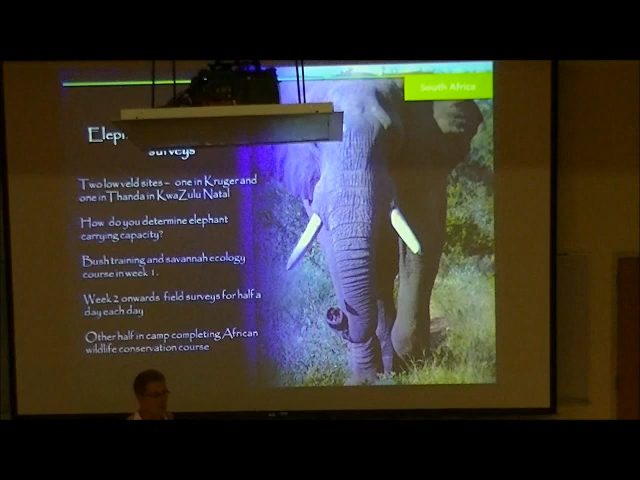 South Africa
surveys
Two lowveld sites – one in Kruger and
one in Thanda in KwaZulu Natal
How do you determine elephant
carrying capacity?
Bush training and savannah ecology
course in week 1.
Week 2 onwards field surveys for half a
day each day
Other half in camp completing African
wildlife conservation course